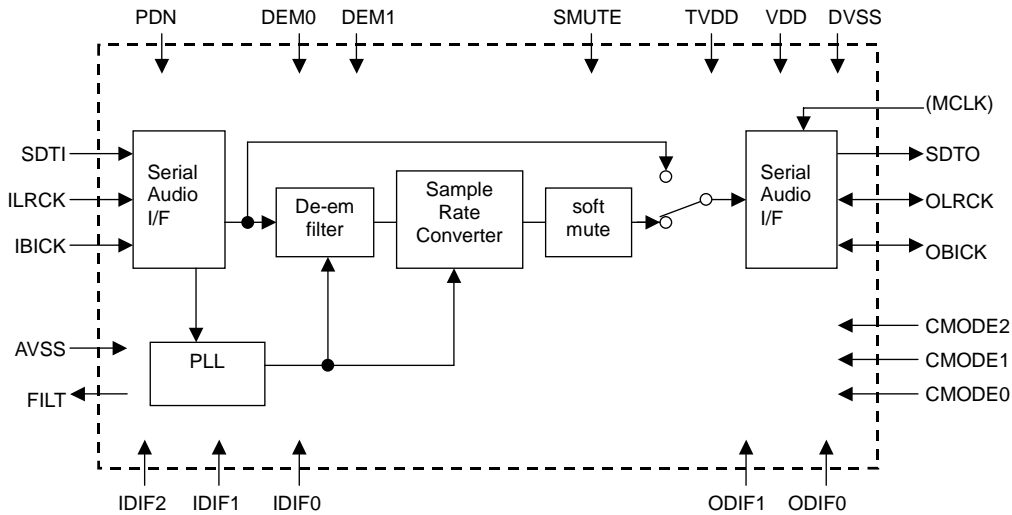 PDN
DEM0
DEM1
SMUTE
TVDD
VDD
DVSS
(MCLK)
SDTI
ILRCK
IBICK
Serial
Audio
I/F
De-em
filter
Sample
Rate
Converter
soft
mute
Serial
Audio
I/F
SDTO
OLRCK
OBICK
AVSS
FILT
PLL
CMODE2
CMODE1
CMODE0
IDIF2
IDIF1
IDIF0
ODIF1
ODIF0